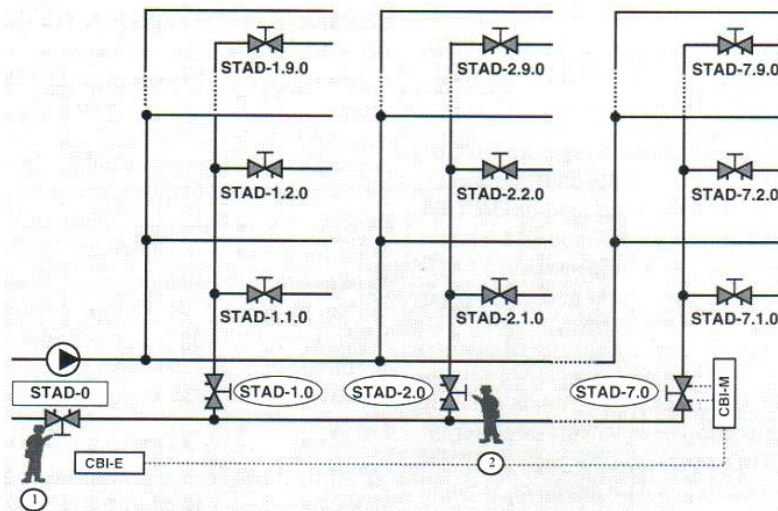 STAD-1.9.0
STAD-2.9.0
STAD-7.9.0
STAD-1.2.0
STAD-2.2.0
STAD-7.2.0
STAD-1.1.0
STAD-2.1.0
STAD-7.1.0
STAD-0
STAD-1.0
STAD-2.0
STAD-7.0
CBI-M
CBI-E
2
1